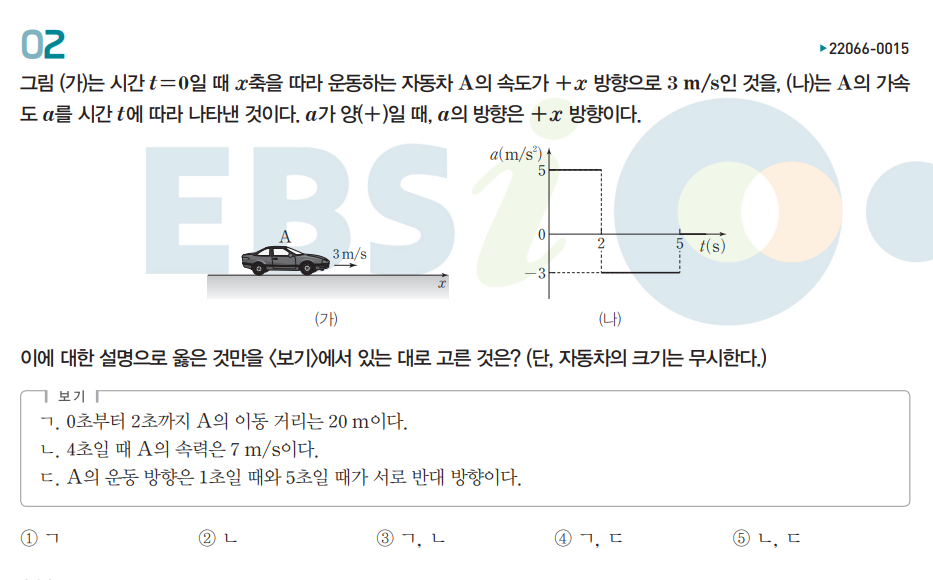 02
▶22066-0015
그림 (가)는 시간 t=0일 때 x축을 따라 운동하는 자동차 A의 속도가 +x 방향으로 3 m/s인 것을, (나)는 A의 가속
도 a를 시간 t에 따라 나타낸 것이다. a가 양(+)일 때, a의 방향은 +x 방향이다.
EBSi
A
3 m/s
x
(가)
a(m/s²)
5
0
2
5
t(s)
-3
(나)
이에 대한 설명으로 옳은 것만을 <보기>에서 있는 대로 고른 것은? (단, 자동차의 크기는 무시한다.)
보기
ㄱ. 0초부터 2초까지 A의 이동 거리는 20 m이다.
ㄴ. 4초일 때 A의 속력은 7 m/s이다.
ㄷ. A의 운동 방향은 1초일 때와 5초일 때가 서로 반대 방향이다.
① ㄱ ② ㄴ ③ ㄱ, ㄴ ④ ㄱ, ㄷ ⑤ ㄴ, ㄷ